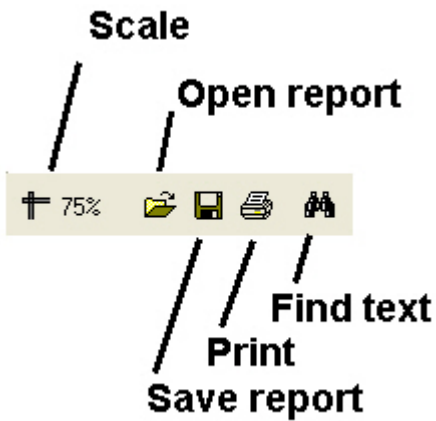 Scale
Open report
75%
Find text
Print
Save report